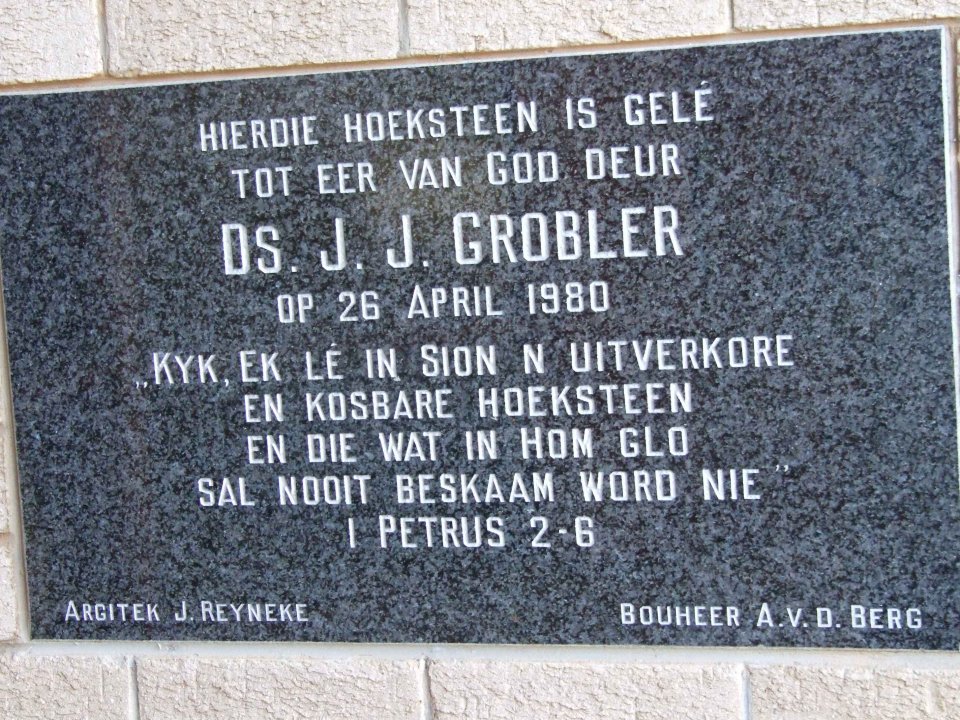 HIERDIE HOEKSTEEN IS GELÉ
TOT EER VAN GOD DEUR
DS. J. J. GROBLER
OP 26 APRIL 1980
„KYK, EK LÉ IN SION N UITVERKORE
EN KOSBARE HOEKSTEEN
EN DIE WAT IN HOM GLO
SAL NOOIT BESKAAM WORD NIE”
I PETRUS 2-6
ARGITEK J. REYNEKE
BOUHEER A.V.D. BERG